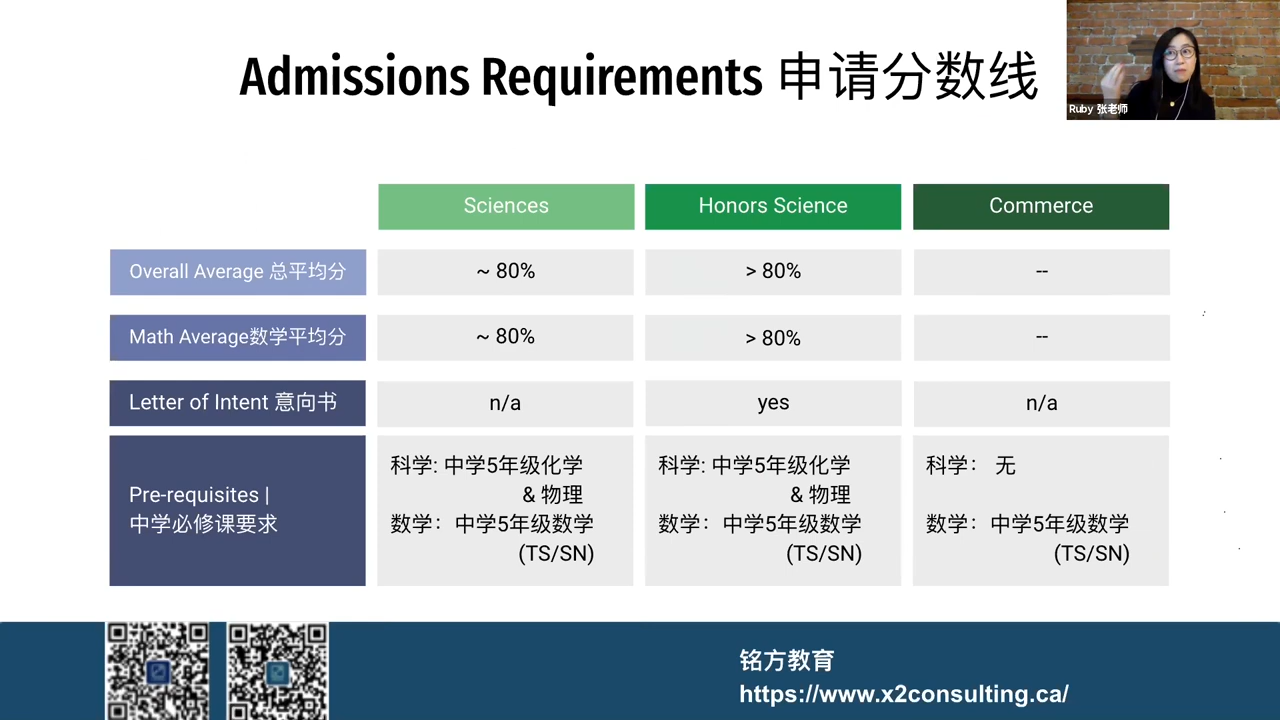 Admissions Requirements 申请分数线
Ruby 张老师
Sciences
Honors Science
Commerce
Overall Average 总平均分
~ 80%
> 80%
--
Math Average数学平均分
~ 80%
> 80%
--
Letter of Intent 意向书
n/a
yes
n/a
Pre-requisites |
中学必修课要求
科学: 中学5年级化学
& 物理
数学：中学5年级数学
(TS/SN)
科学: 中学5年级化学
& 物理
数学：中学5年级数学
(TS/SN)
科学： 无
数学：中学5年级数学
(TS/SN)
铭方教育
https://www.x2consulting.ca/